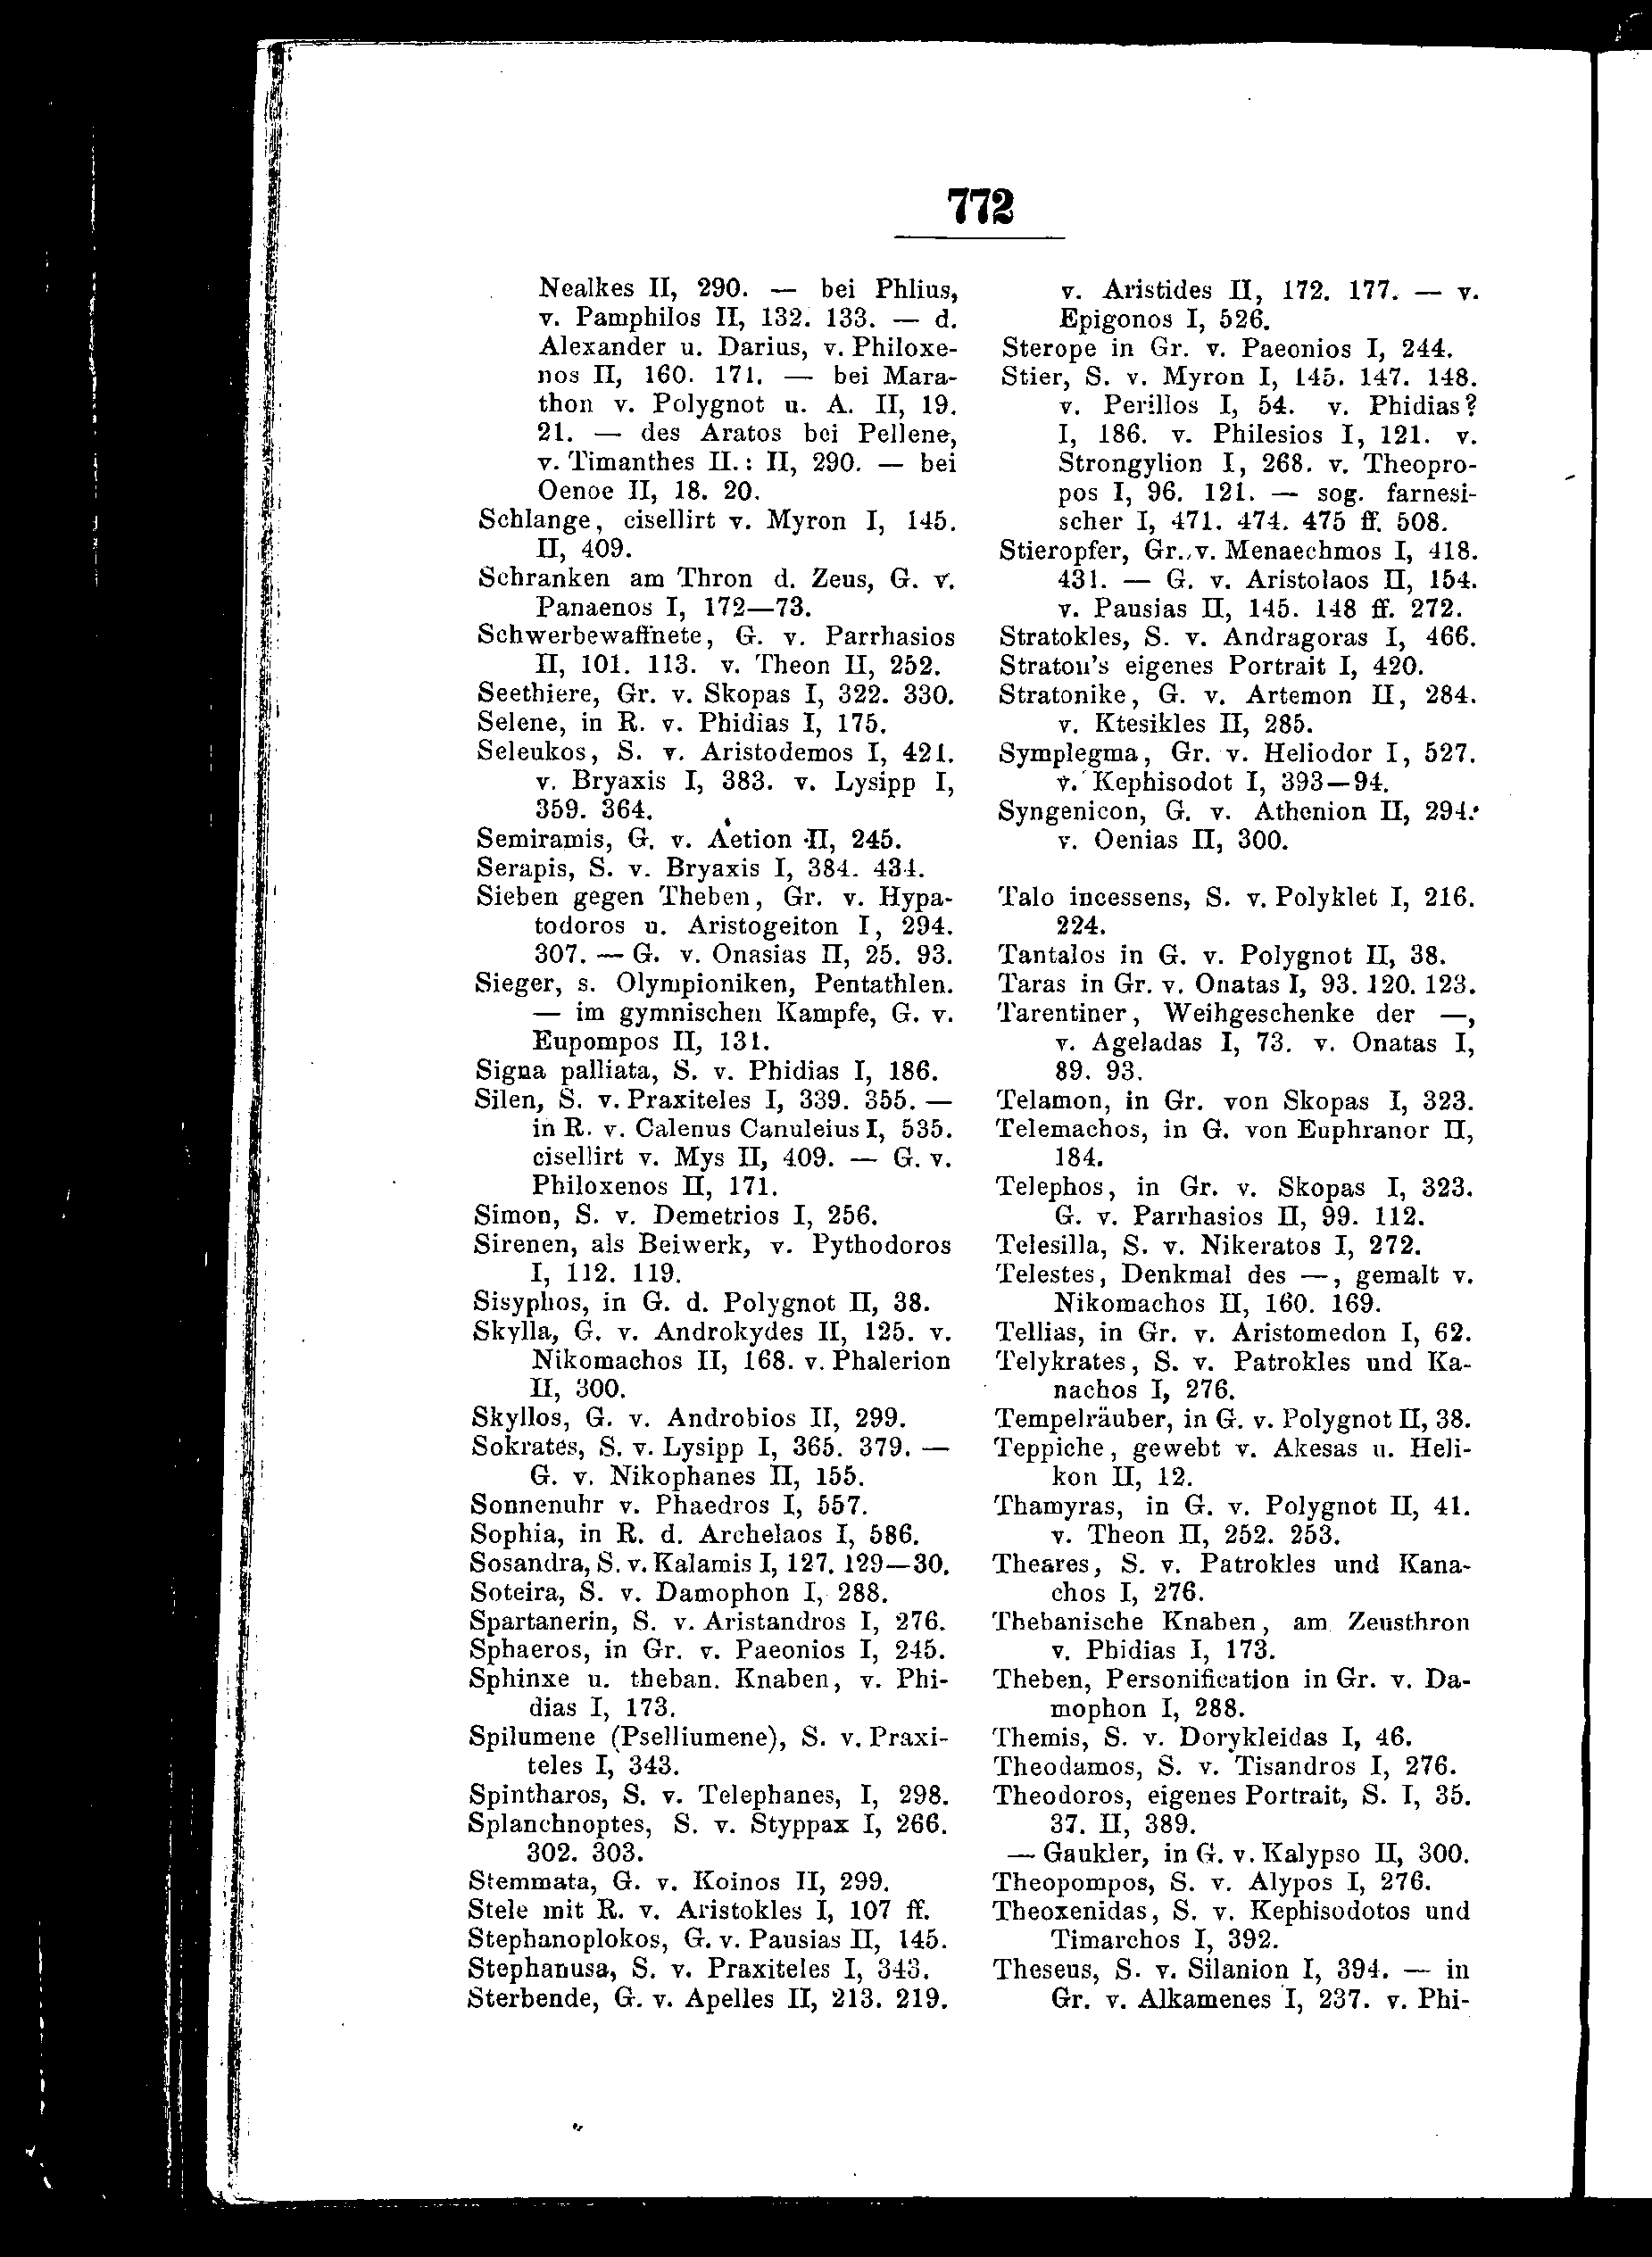 772
Nealkes II, 290. — bei Phlius,
v. Pamphilos II, 132. 133. — d.
Alexander u. Darius, v. Philoxe-
nos II, 160. 171. — bei Mara-
thon v. Polygnot u. A. II, 19.
21. — des Aratos bei Pellene,
v. Timanthes II.: II, 290. — bei
Oenoe II, 18. 20.
Schlange, cisellirt v. Myron I, 145.
II, 409.
Schranken am Thron d. Zeus, G. v.
Panaenos I, 172—73.
Schwerbewaffnete, G. v. Parrhasios
II, 101. 113. v. Theon II, 252.
Seethiere, Gr. v. Skopas I, 322. 330.
Selene, in R. v. Phidias I, 175.
Seleukos, S. v. Aristodemos I, 421.
v. Bryaxis I, 383. v. Lysipp I,
359. 364.
Semiramis, G. v. Aetion II, 245.
Serapis, S. v. Bryaxis I, 384. 434.
Sieben gegen Theben, Gr. v. Hypa-
todoros u. Aristogeiton I, 294.
307. — G. v. Onasias II, 25. 93.
Sieger, s. Olympioniken, Pentathlen.
— im gymnischen Kampfe, G. v.
Eupompos II, 131.
Signa palliata, S. v. Phidias I, 186.
Silen, S. v. Praxiteles I, 339. 355. —
in R. v. Calenus Canuleius I, 535.
cisellirt v. Mys II, 409. — G. v.
Philoxenos II, 171.
Simon, S. v. Demetrios I, 256.
Sirenen, als Beiwerk, v. Pythodoros
I, 112. 119.
Sisyphos, in G. d. Polygnot II, 38.
Skylla, G. v. Androkydes II, 125. v.
Nikomachos II, 168. v. Phalerion
II, 300.
Skyllos, G. v. Androbios II, 299.
Sokrates, S. v. Lysipp I, 365. 379. —
G. v. Nikophanes II, 155.
Sonnenuhr v. Phaedros I, 557.
Sophia, in R. d. Archelaos I, 586.
Sosandra, S. v. Kalamis I, 127. 129—30.
Soteira, S. v. Damophon I, 288.
Spartanerin, S. v. Aristandros I, 276.
Sphaeros, in Gr. v. Paeonios I, 245.
Sphinxe u. theban. Knaben, v. Phi-
dias I, 173.
Spilumene (Pselliumene), S. v. Praxi-
teles I, 343.
Spintharos, S. v. Telephanes, I, 298.
Splanchnoptes, S. v. Styppax I, 266.
302. 303.
Stemmata, G. v. Koinos II, 299.
Stele mit R. v. Aristokles I, 107 ff.
Stephanoplokos, G. v. Pausias II, 145.
Stephanusa, S. v. Praxiteles I, 343.
Sterbende, G. v. Apelles II, 213. 219.
v. Aristides II, 172. 177. — v.
Epigonos I, 526.
Sterope in Gr. v. Paeonios I, 244.
Stier, S. v. Myron I, 145. 147. 148.
v. Perillos I, 54. v. Phidias?
I, 186. v. Philesios I, 121. v.
Strongylion I, 268. v. Theopro-
pos I, 96. 121. — sog. farnesi-
scher I, 471. 474. 475 ff. 508.
Stieropfer, Gr. v. Menaechmos I, 418.
431. — G. v. Aristolaos II, 154.
v. Pausias II, 145. 148 ff. 272.
Stratokles, S. v. Andragoras I, 466.
Straton's eigenes Portrait I, 420.
Stratonike, G. v. Artemon II, 284.
v. Ktesikles II, 285.
Symplegma, Gr. v. Heliodor I, 527.
v. Kephisodot I, 393—94.
Syngenicon, G. v. Athenion II, 294.
v. Oenias II, 300.
Talo incessens, S. v. Polyklet I, 216.
224.
Tantalos in G. v. Polygnot II, 38.
Taras in Gr. v. Onatas I, 93. 120. 123.
Tarentiner, Weihgeschenke der —,
v. Ageladas I, 73. v. Onatas I,
89. 93.
Telamon, in Gr. von Skopas I, 323.
Telemachos, in G. von Euphranor II,
184.
Telephos, in Gr. v. Skopas I, 323.
G. v. Parrhasios II, 99. 112.
Telesilla, S. v. Nikeratos I, 272.
Telestes, Denkmal des —, gemalt v.
Nikomachos II, 160. 169.
Tellias, in Gr. v. Aristomedon I, 62.
Telykrates, S. v. Patrokles und Ka-
nachos I, 276.
Tempelräuber, in G. v. Polygnot II, 38.
Teppiche, gewebt v. Akesas u. Heli-
kon II, 12.
Thamyras, in G. v. Polygnot II, 41.
v. Theon II, 252. 253.
Theares, S. v. Patrokles und Kana-
chos I, 276.
Thebanische Knaben, am Zeusthron
v. Phidias I, 173.
Theben, Personification in Gr. v. Da-
mophon I, 288.
Themis, S. v. Dorykleidas I, 46.
Theodamos, S. v. Tisandros I, 276.
Theodoros, eigenes Portrait, S. I, 35.
37. II, 389.
— Gaukler, in G. v. Kalypso II, 300.
Theopompos, S. v. Alypos I, 276.
Theoxenidas, S. v. Kephisodotos und
Timarchos I, 392.
Theseus, S. v. Silanion I, 394. — in
Gr. v. Alkamenes I, 237. v. Phi-